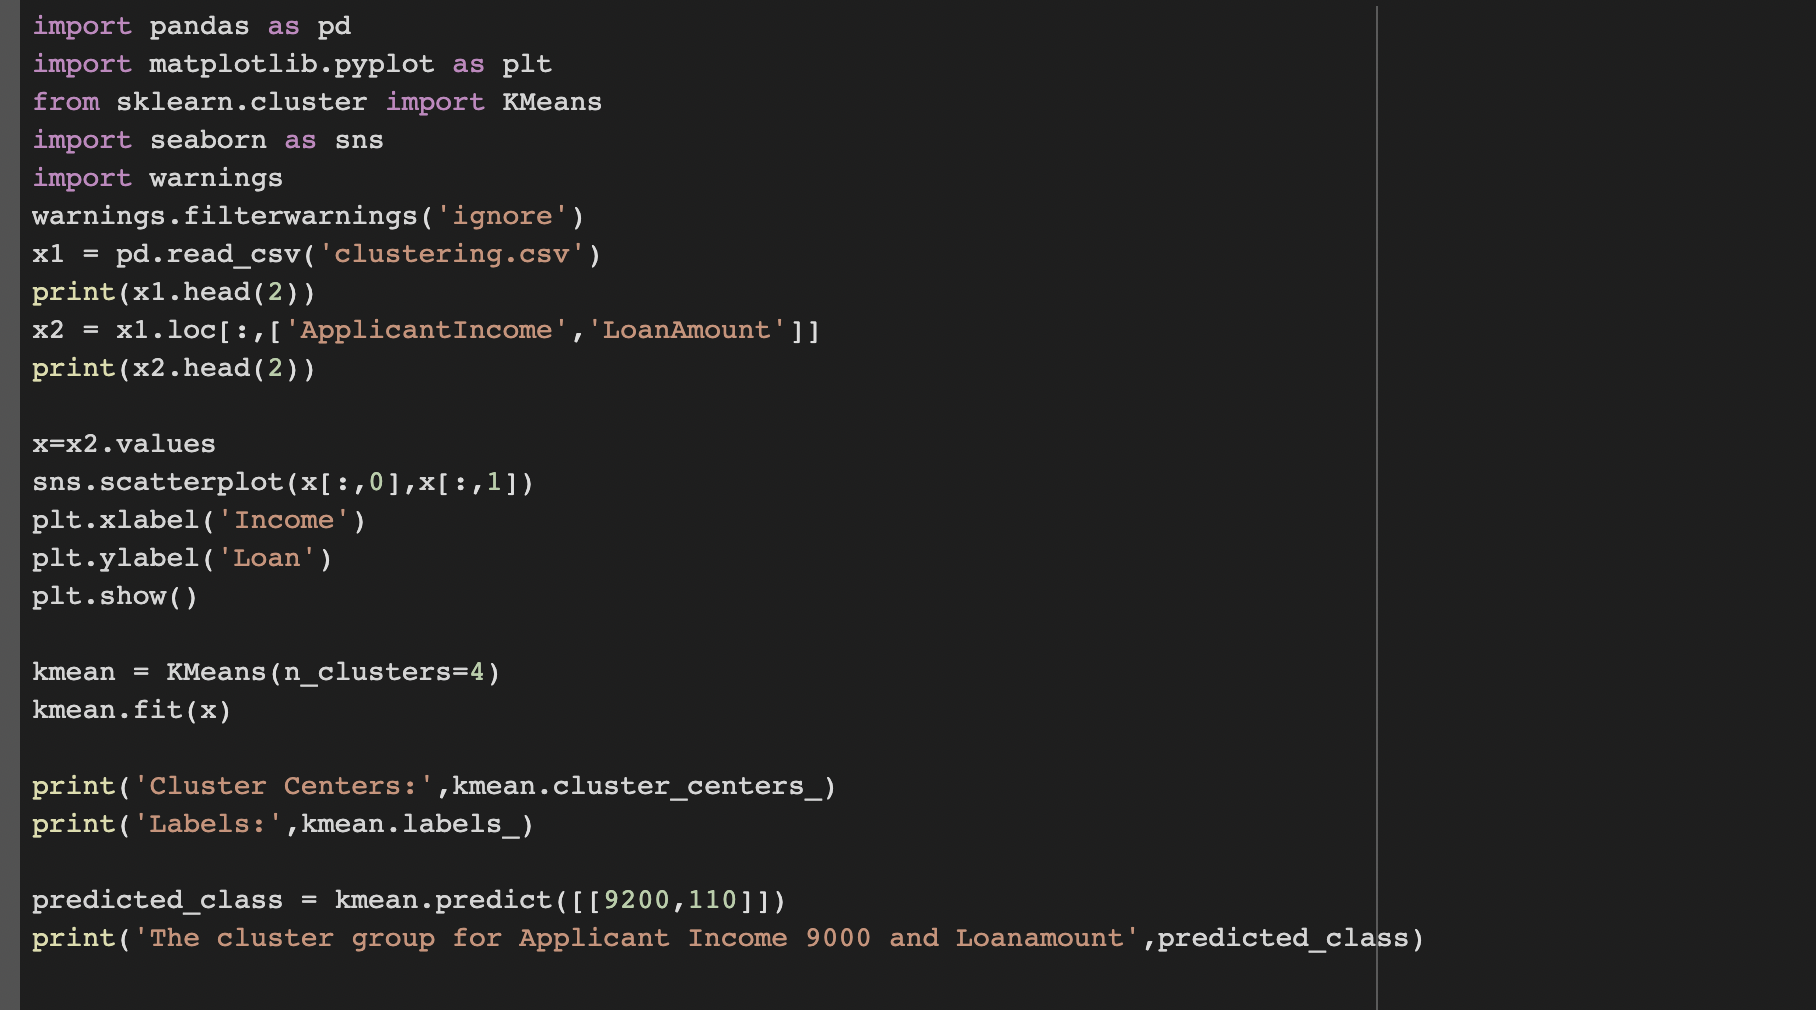 import pandas as pd
import matplotlib.pyplot as plt
from sklearn.cluster import KMeans
import seaborn as sns
import warnings
warnings.filterwarnings('ignore')
x1 = pd.read_csv('clustering.csv')
print(x1.head(2))
x2 = x1.loc[:,['ApplicantIncome','LoanAmount']]
print(x2.head(2))

x=x2.values
sns.scatterplot(x[:,0],x[:,1])
plt.xlabel('Income')
plt.ylabel('Loan')
plt.show()

kmean = KMeans(n_clusters=4)
kmean.fit(x)

print('Cluster Centers:',kmean.cluster_centers_)
print('Labels:',kmean.labels_)

predicted_class = kmean.predict([[9200,110]])
print('The cluster group for Applicant Income 9000 and Loanamount',predicted_class)